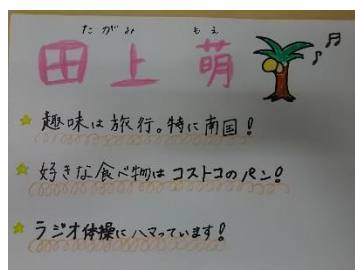 たがみ もえ
田上 萌
趣味は旅行。特に南国!
好きな食べ物はコストコのパン!
ラジオ体操にハマっています!